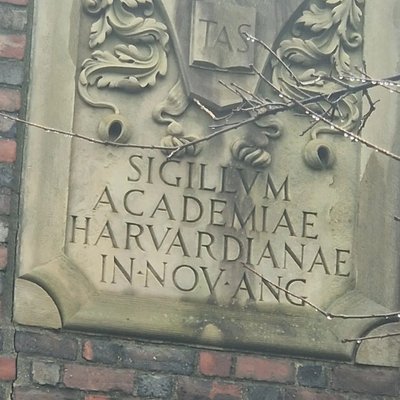 TAS
SIGILLVM
ACADEMIAE
HARVARDIANAE
IN·NOV·ANG